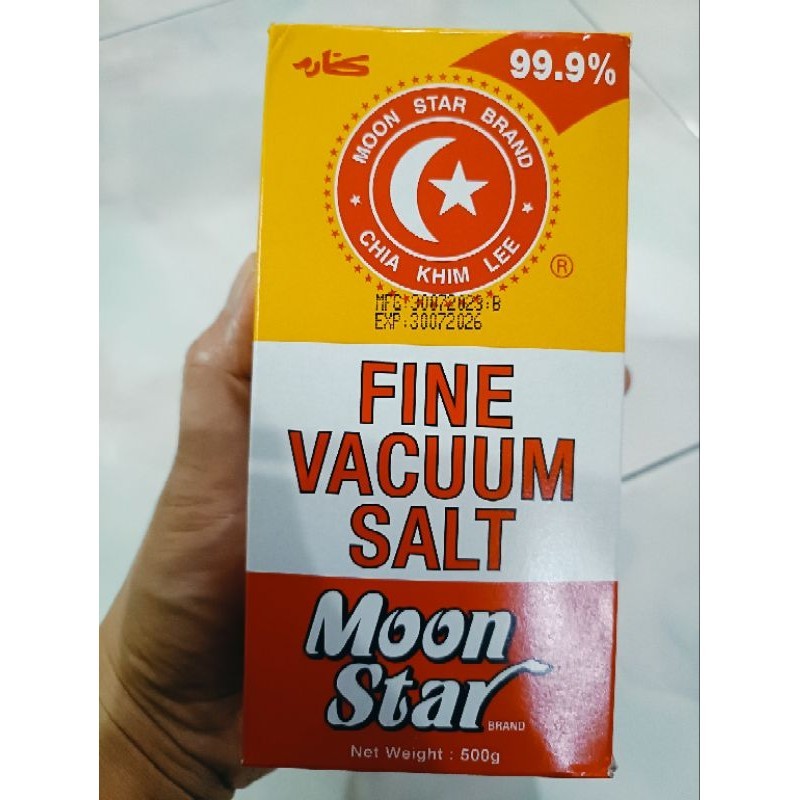 99.9%
MOON STAR BRAND
CHIA KHIM LEE
®
MFG:30072023:B
EXP:30072026
FINE
VACUUM
SALT
Moon
Star
BRAND
Net Weight : 500g